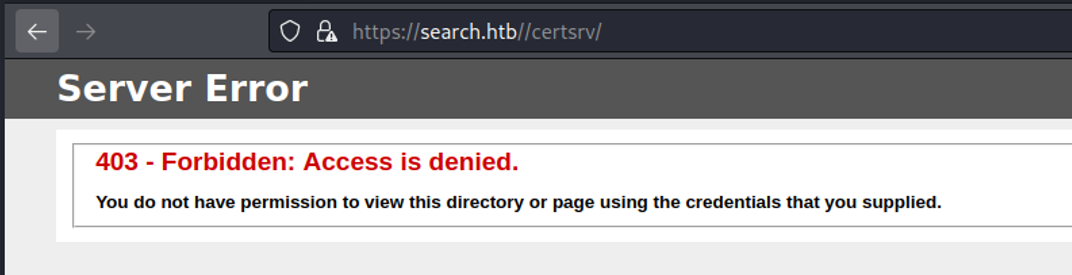 https://search.htb//certsrv/
Server Error
403 - Forbidden: Access is denied.
You do not have permission to view this directory or page using the credentials that you supplied.